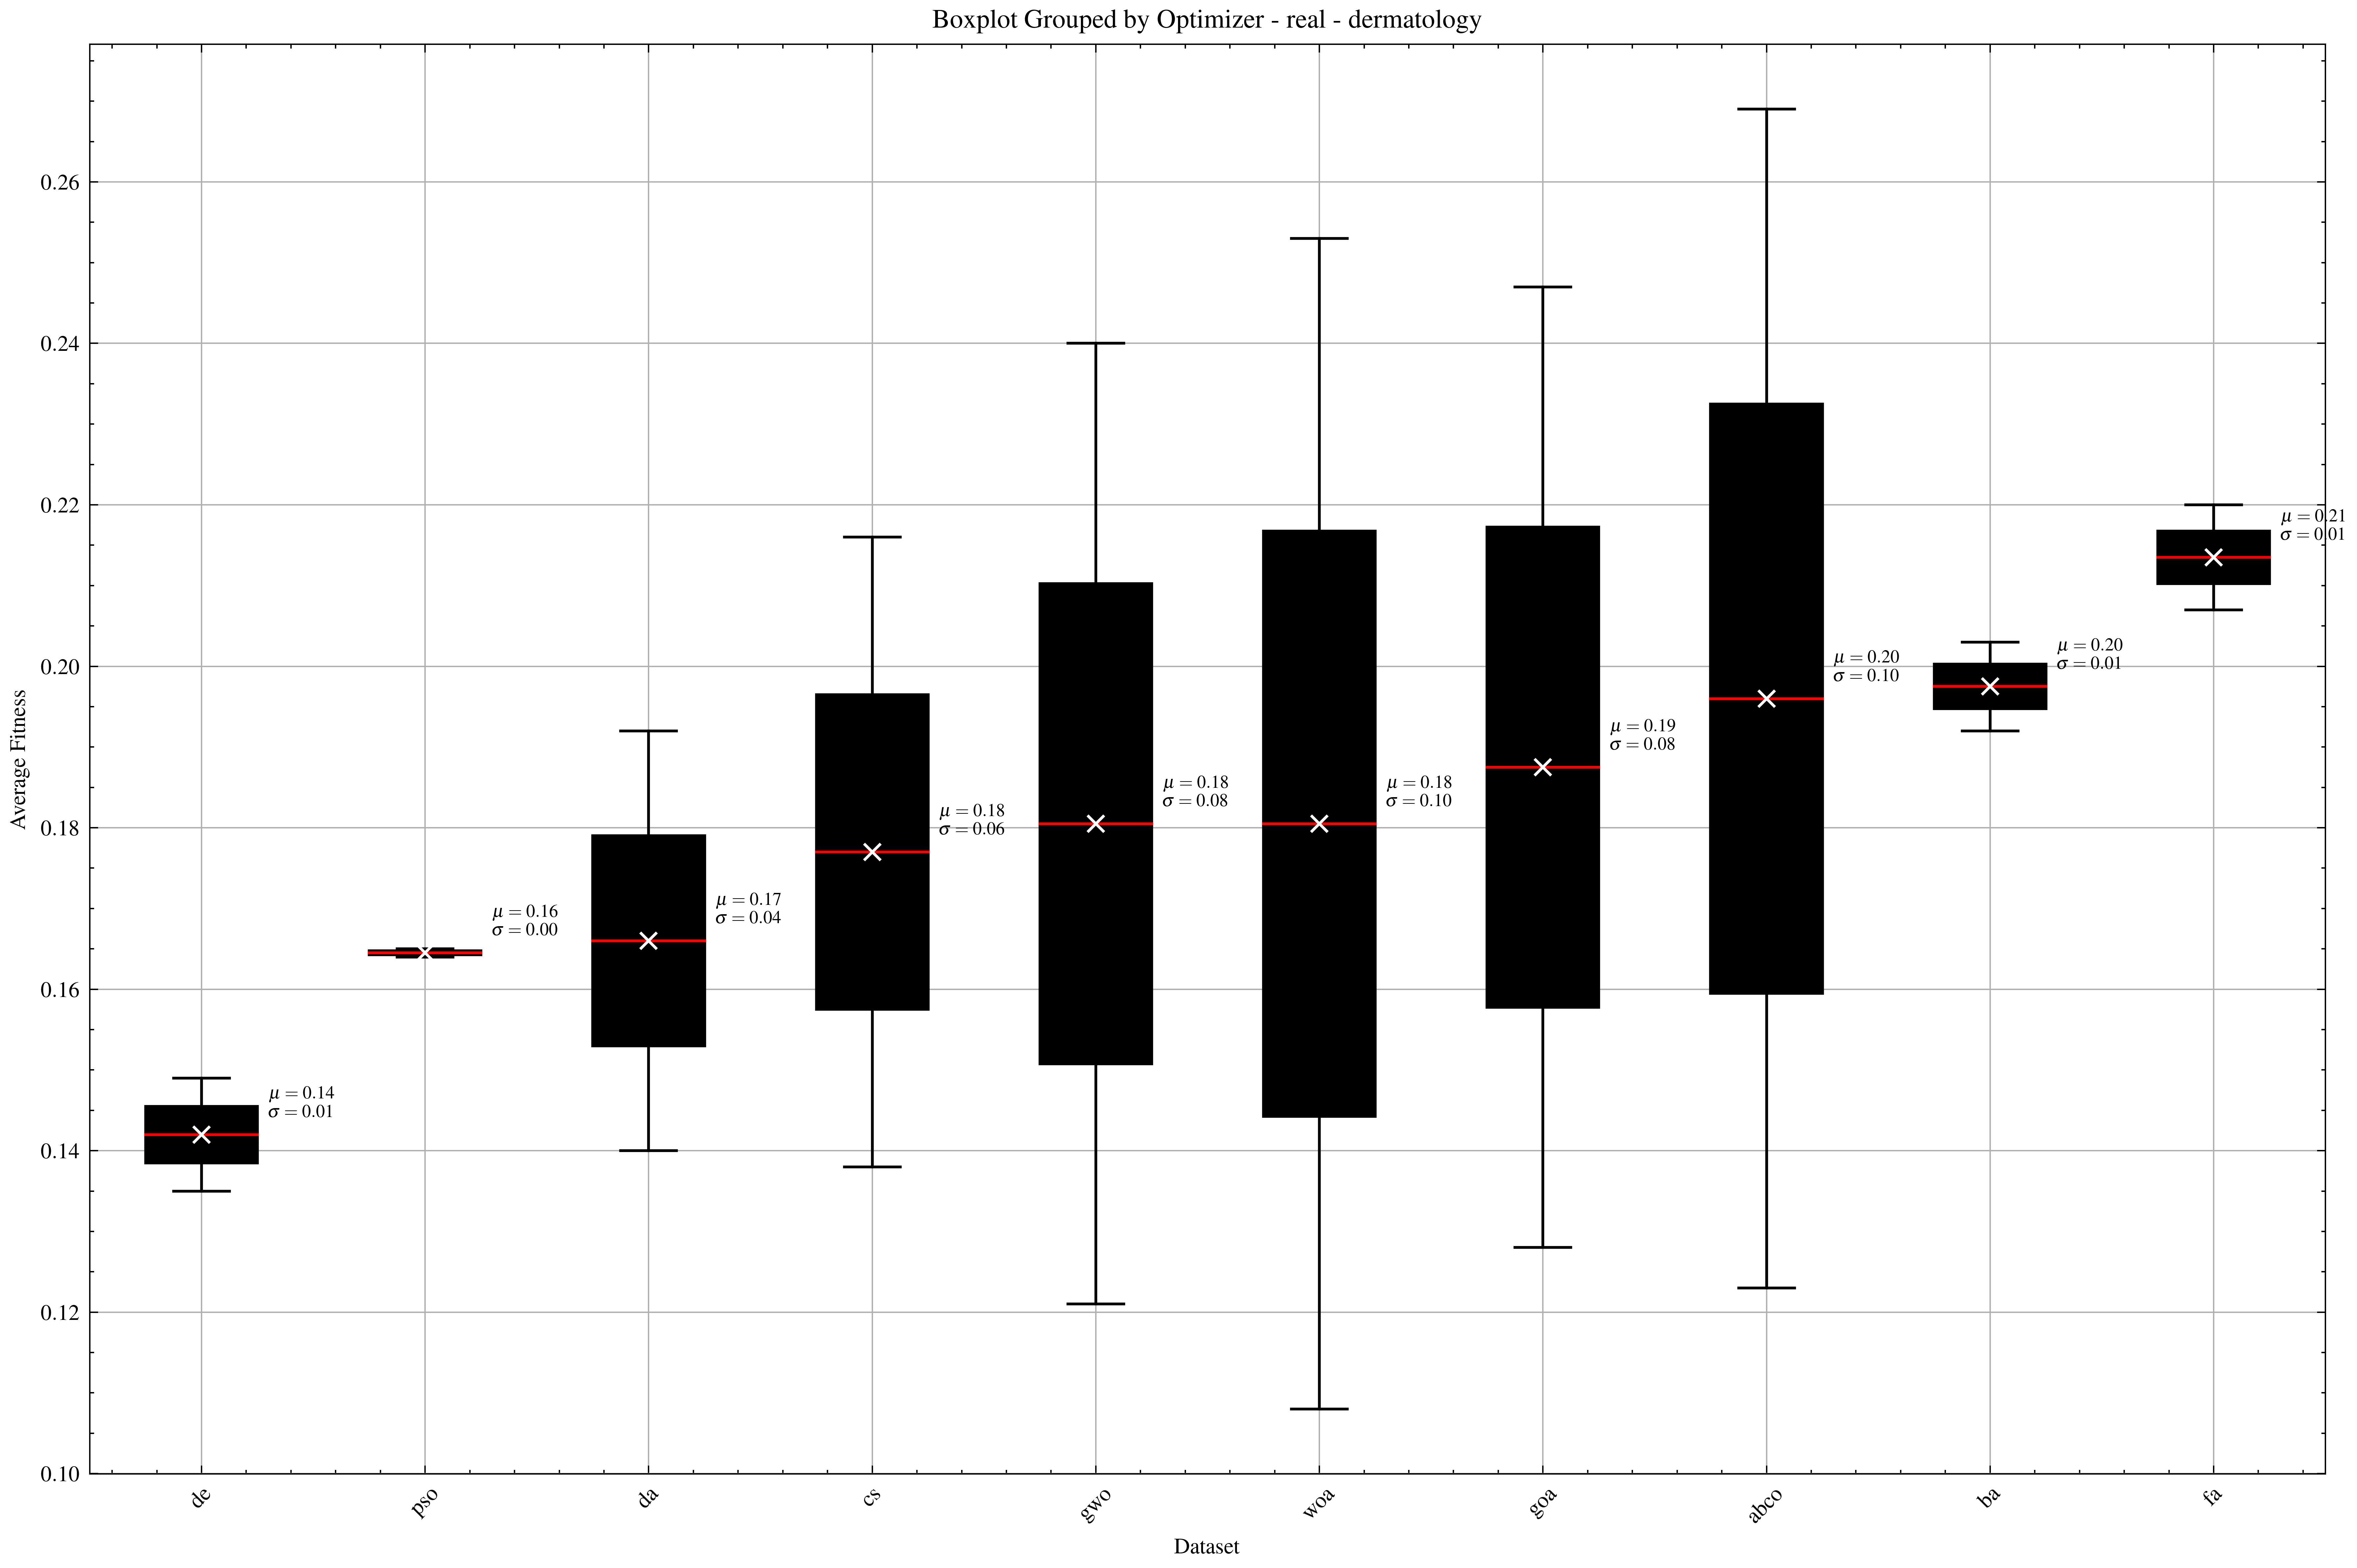 Boxplot Grouped by Optimizer - real - dermatology
Average Fitness
0.26
0.24
0.22
0.20
0.18
0.16
0.14
0.12
0.10
μ = 0.14
σ = 0.01
μ = 0.16
σ = 0.00
μ = 0.17
σ = 0.04
μ = 0.18
σ = 0.06
μ = 0.18
σ = 0.08
μ = 0.18
σ = 0.10
μ = 0.19
σ = 0.08
μ = 0.20
σ = 0.10
μ = 0.20
σ = 0.01
μ = 0.21
σ = 0.01
de
pso
da
cs
gwo
woa
goa
abco
ba
fa
Dataset